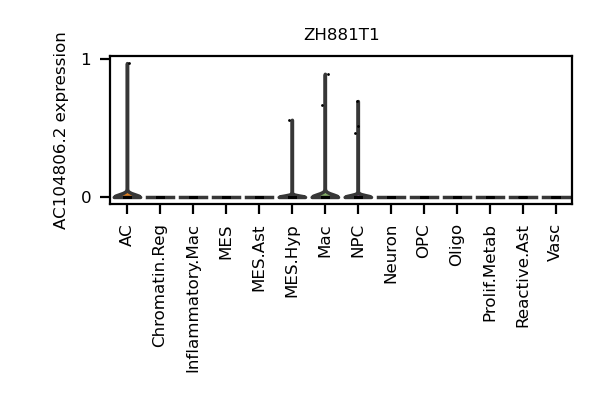 ZH881T1
AC104806.2 expression
1
0
AC
Chromatin.Reg
Inflammatory.Mac
MES
MES.Ast
MES.Hyp
Mac
NPC
Neuron
OPC
Oligo
Prolif.Metab
Reactive.Ast
Vasc